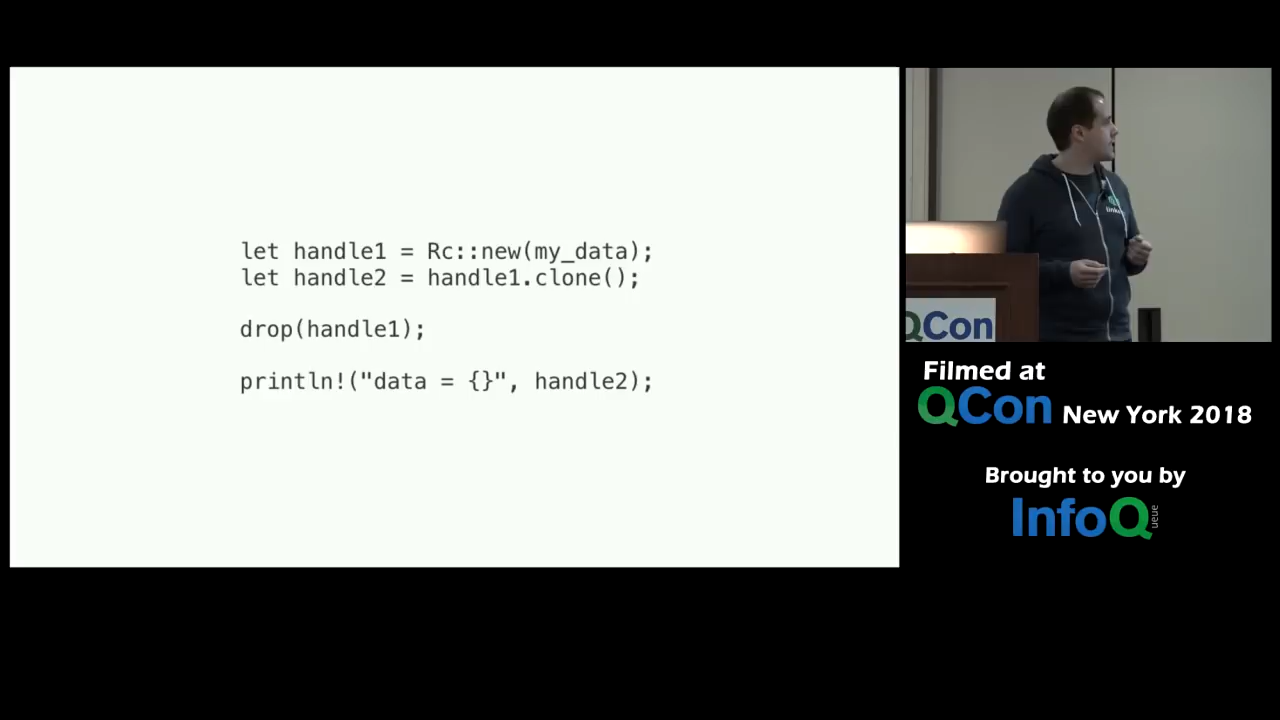 let handle1 = Rc::new(my_data);
let handle2 = handle1.clone();
drop(handle1);
println!("data = {}", handle2);
QCon
Filmed at
QCon New York 2018
Brought to you by
InfoQ
ueue